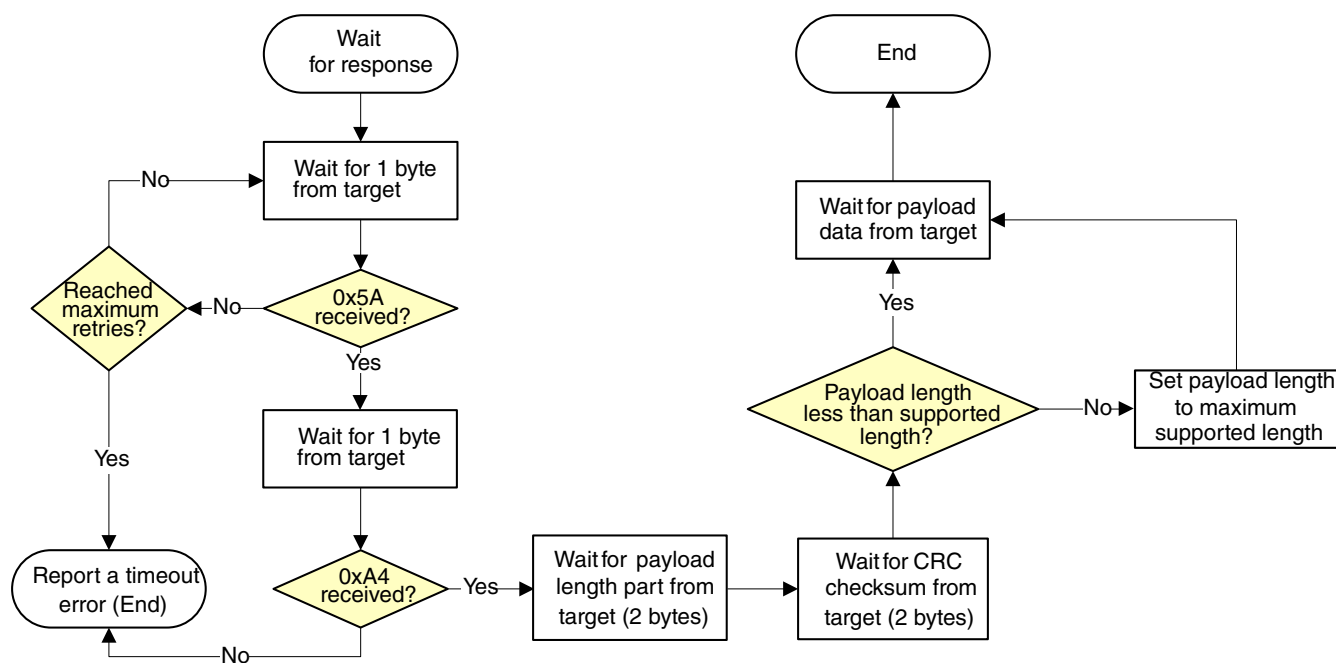 Wait
for response
Wait for 1 byte
from target
No
Reached
maximum
retries?
No
0x5A
received?
Yes
Wait for 1 byte
from target
Yes
Report a timeout
error (End)
0xA4
received?
No
Yes
Wait for payload
length part from
target (2 bytes)
Wait for CRC
checksum from
target (2 bytes)
Payload length
less than supported
length?
No
Set payload length
to maximum
supported length
Yes
Wait for payload
data from target
End